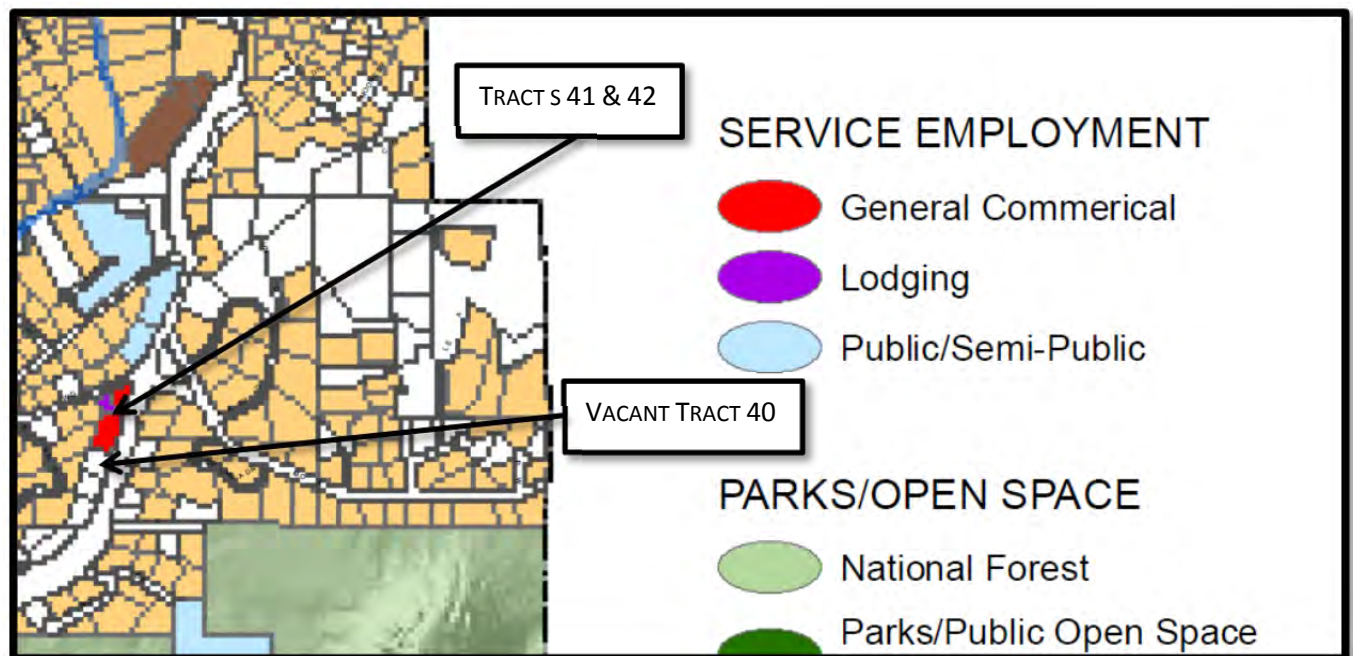 TRACT S 41 & 42
SERVICE EMPLOYMENT
General Commerical
Lodging
Public/Semi-Public
VACANT TRACT 40
PARKS/OPEN SPACE
National Forest
Parks/Public Open Space